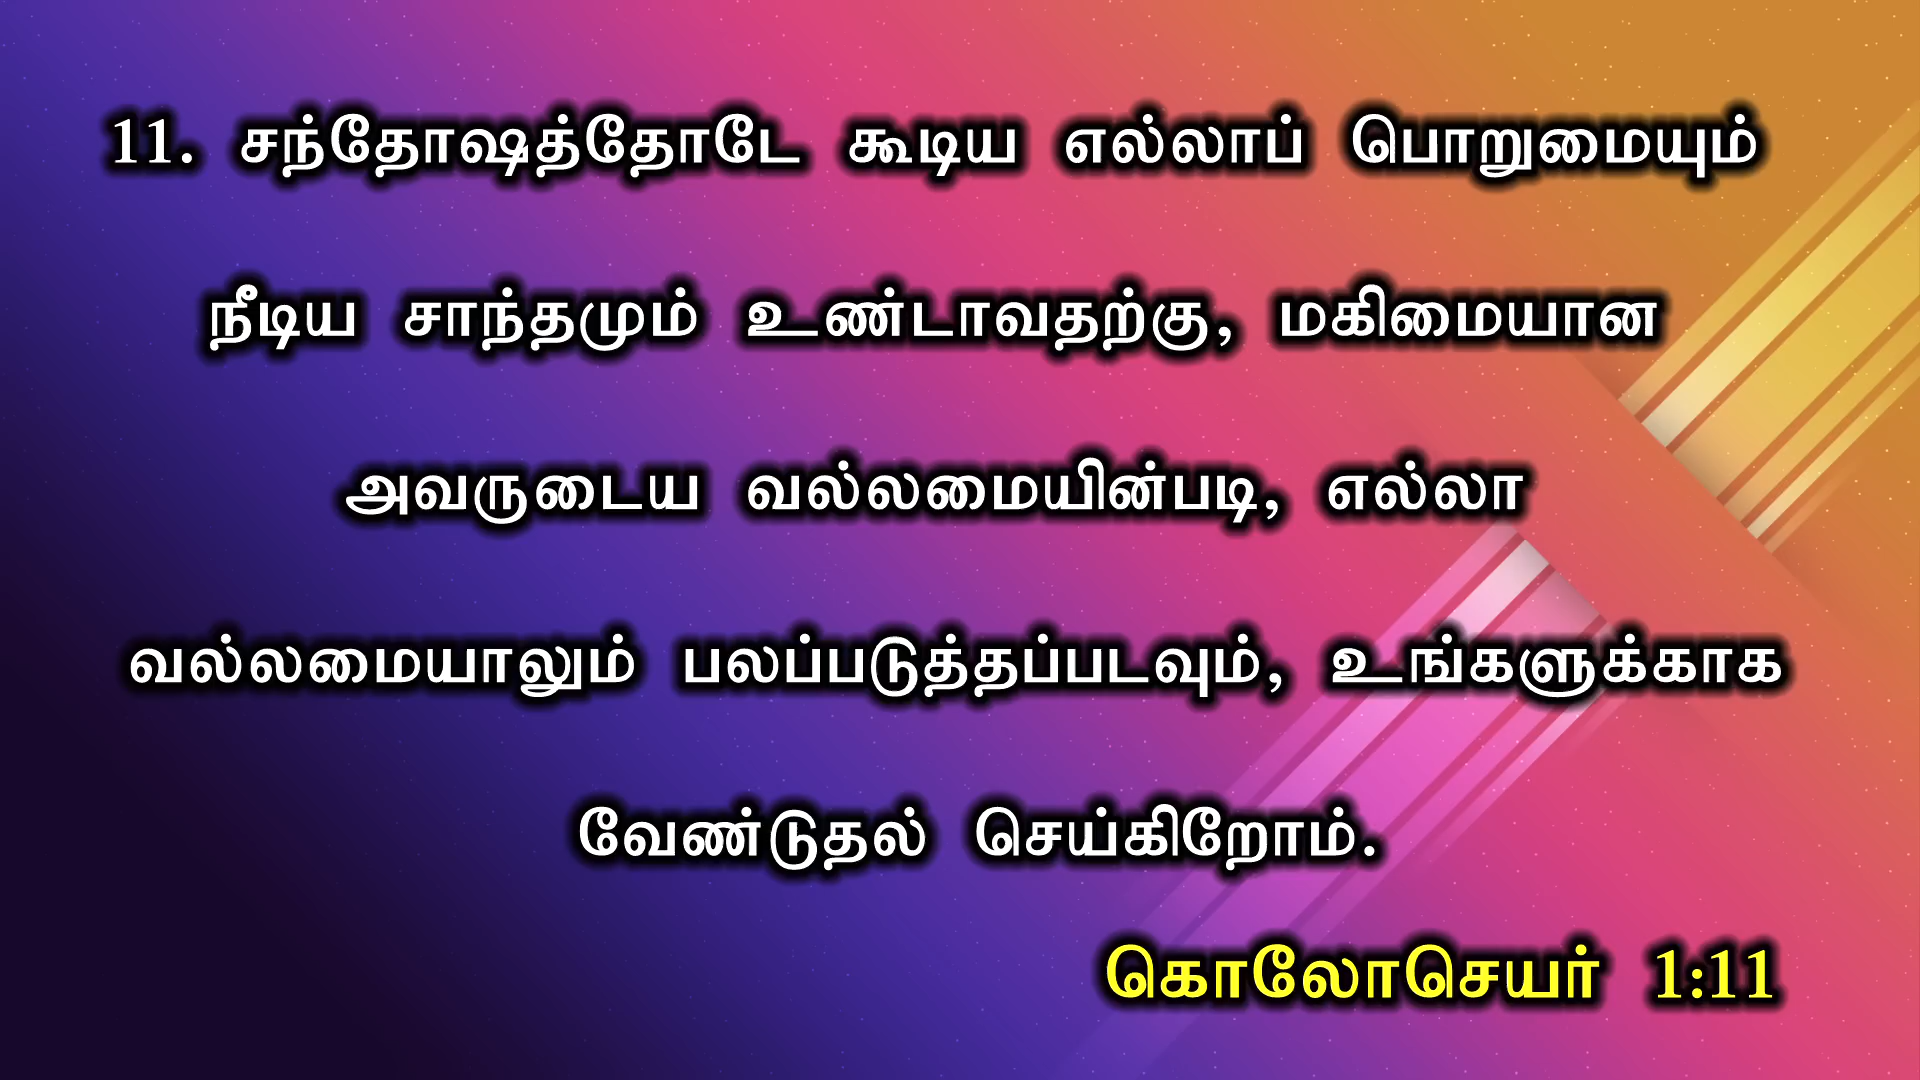 11. சந்தோஷத்தோடே கூடிய எல்லாப் பொறுமையும்
நீடிய சாந்தமும் உண்டாவதற்கு, மகிமையான
அவருடைய வல்லமையின்படி, எல்லா
வல்லமையாலும் பலப்படுத்தப்படவும், உங்களுக்காக
வேண்டுதல் செய்கிறோம்.
கொலோசெயர் 1:11